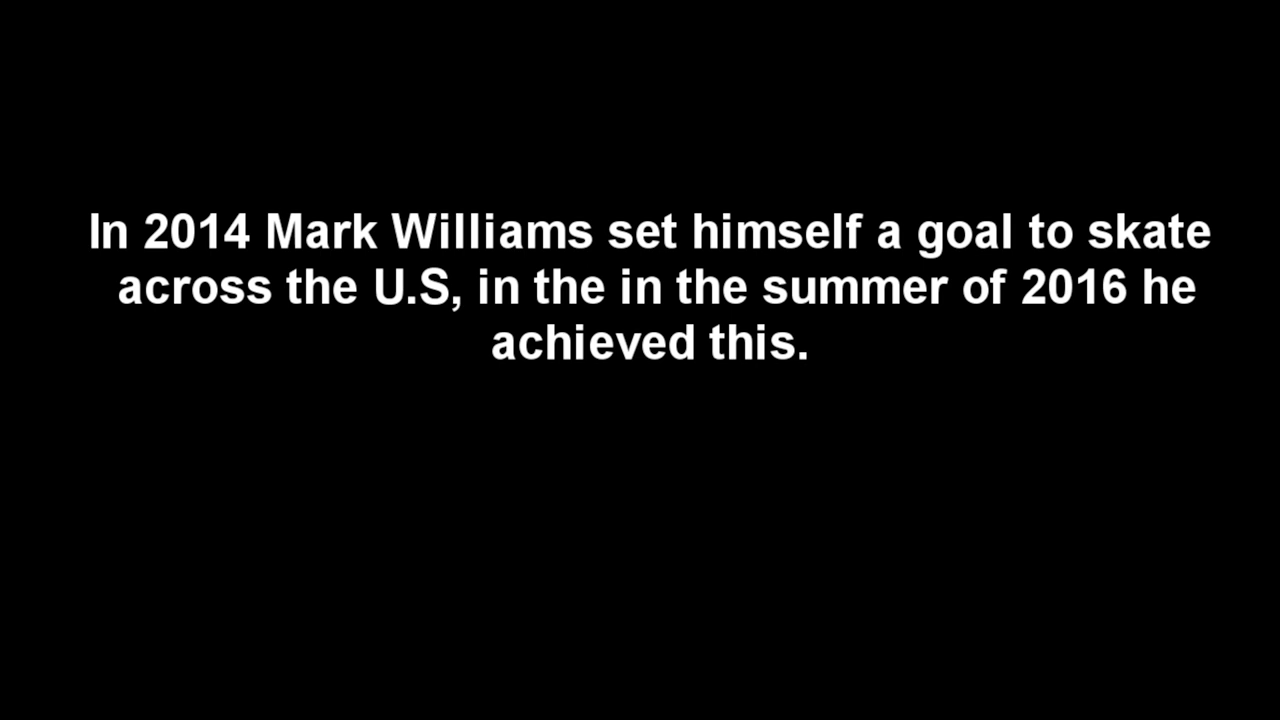 In 2014 Mark Williams set himself a goal to skate
across the U.S, in the in the summer of 2016 he
achieved this.